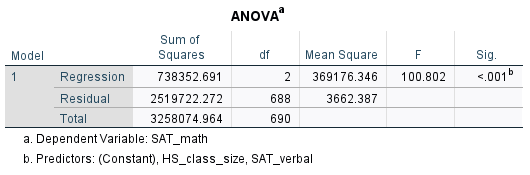 ANOVAa
Model Sum of Squares df Mean Square F Sig.
1 Regression 738352.691 2 369176.346 100.802 <.001b
Residual 2519722.272 688 3662.387
Total 3258074.964 690
a. Dependent Variable: SAT_math
b. Predictors: (Constant), HS_class_size, SAT_verbal